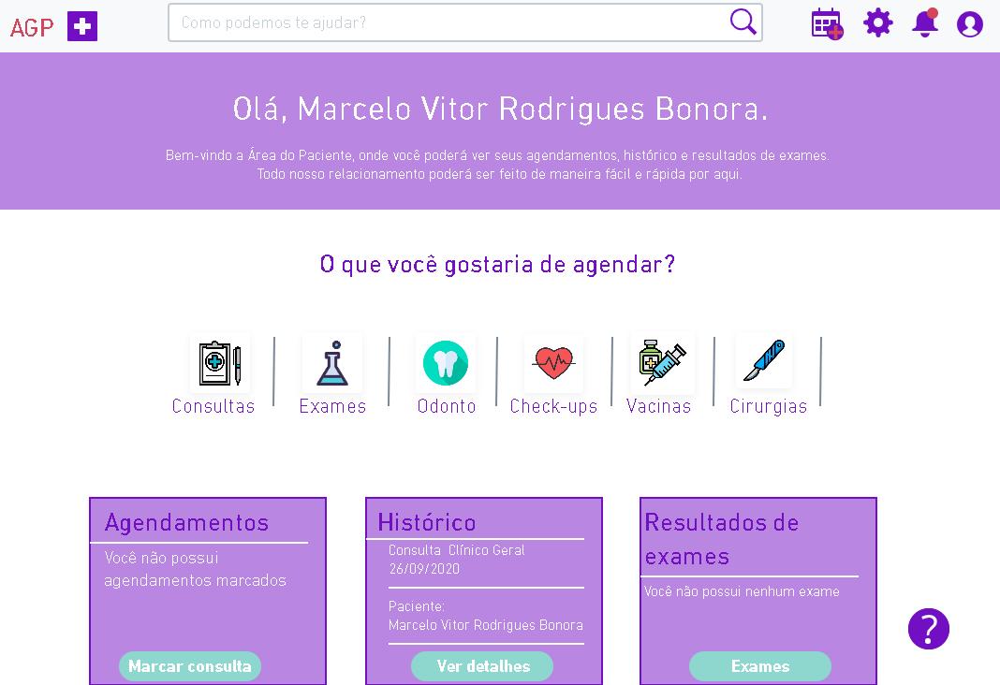 AGP
Como podemos te ajudar?
Olá, Marcelo Vitor Rodrigues Bonora.
Bem-vindo a Área do Paciente, onde você poderá ver seus agendamentos, histórico e resultados de exames.
Todo nosso relacionamento poderá ser feito de maneira fácil e rápida por aqui.
O que você gostaria de agendar?
Consultas
Exames
Odonto
Check-ups
Vacinas
Cirurgias
Agendamentos
Você não possui
agendamentos marcados
Marcar consulta
Histórico
Consulta Clínico Geral
26/09/2020
Paciente:
Marcelo Vitor Rodrigues Bonora
Ver detalhes
Resultados de
exames
Você não possui nenhum exame
Exames
?